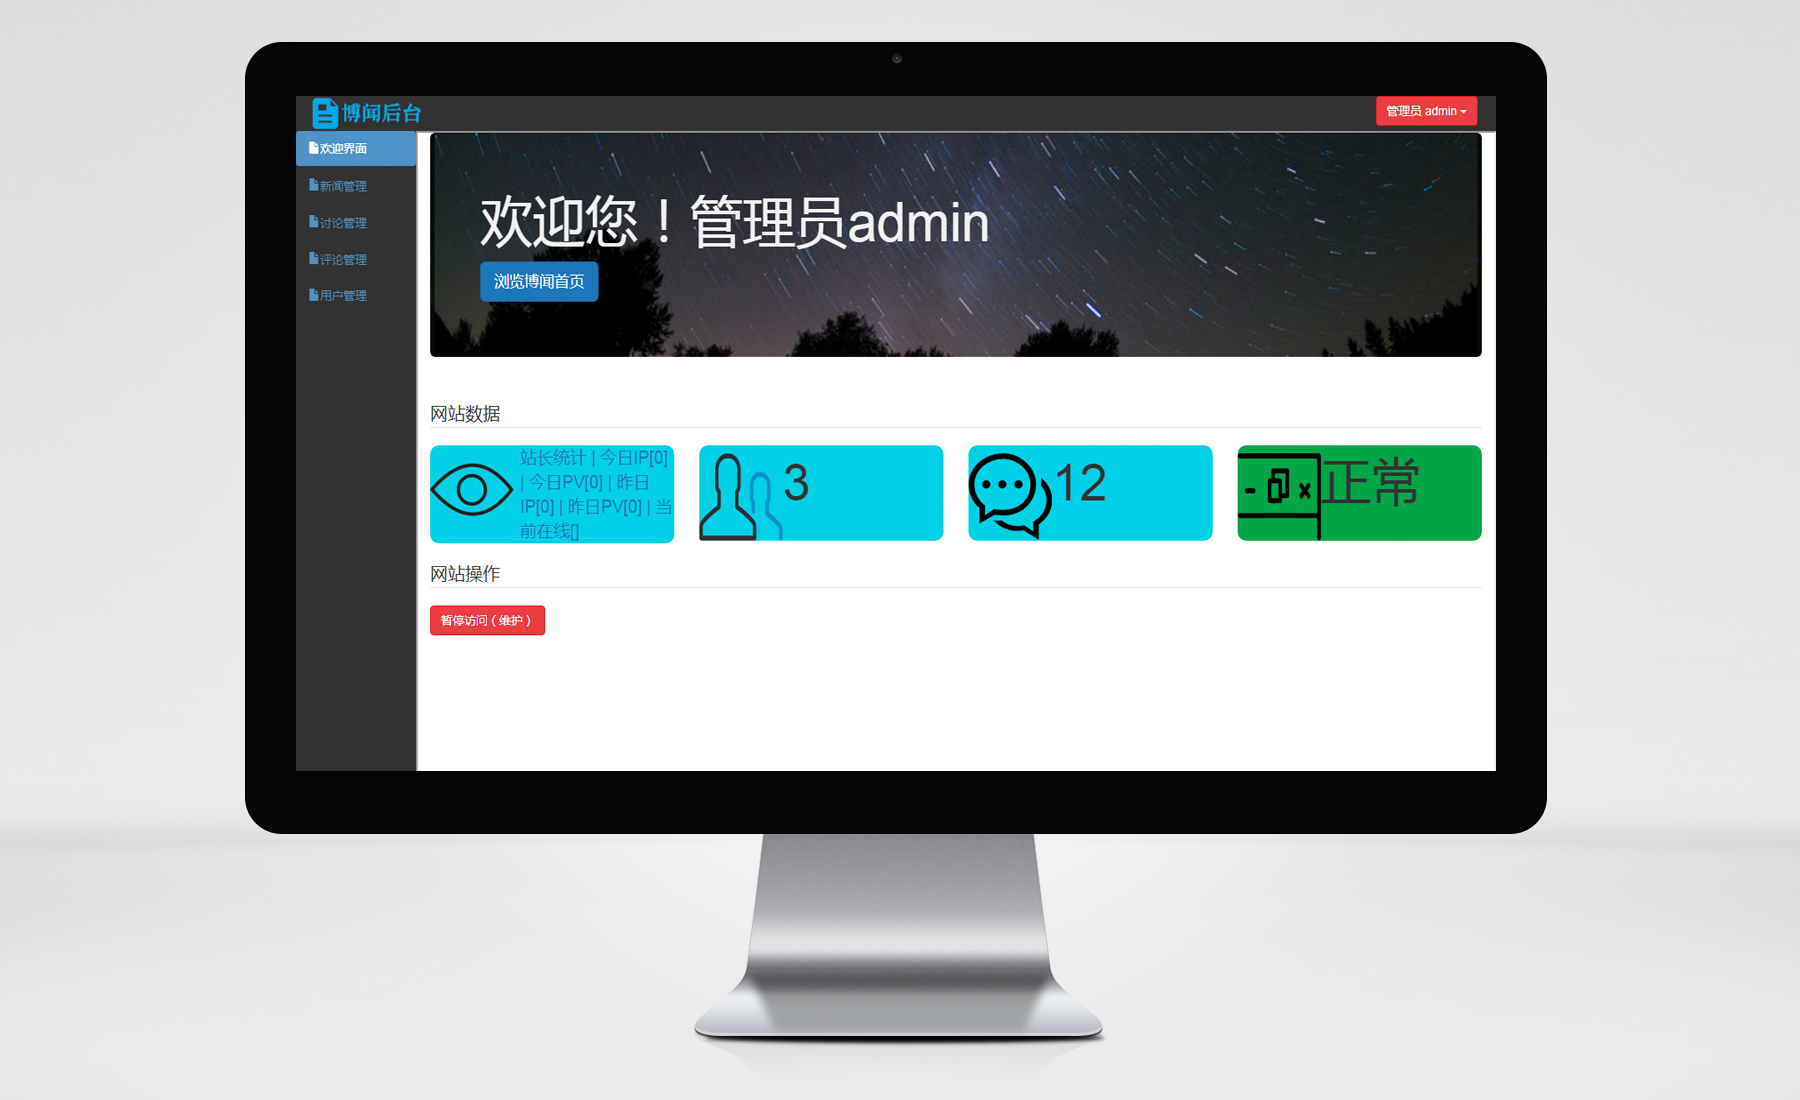 博闻后台
管理员 admin
欢迎界面
新闻管理
讨论管理
评论管理
用户管理
欢迎您！管理员admin
浏览博闻首页
网站数据
站长统计 | 今日IP[0]
| 今日PV[0] | 昨日
IP[0] | 昨日PV[0] | 当
前在线[]
3
12
正常
网站操作
暂停访问（维护）